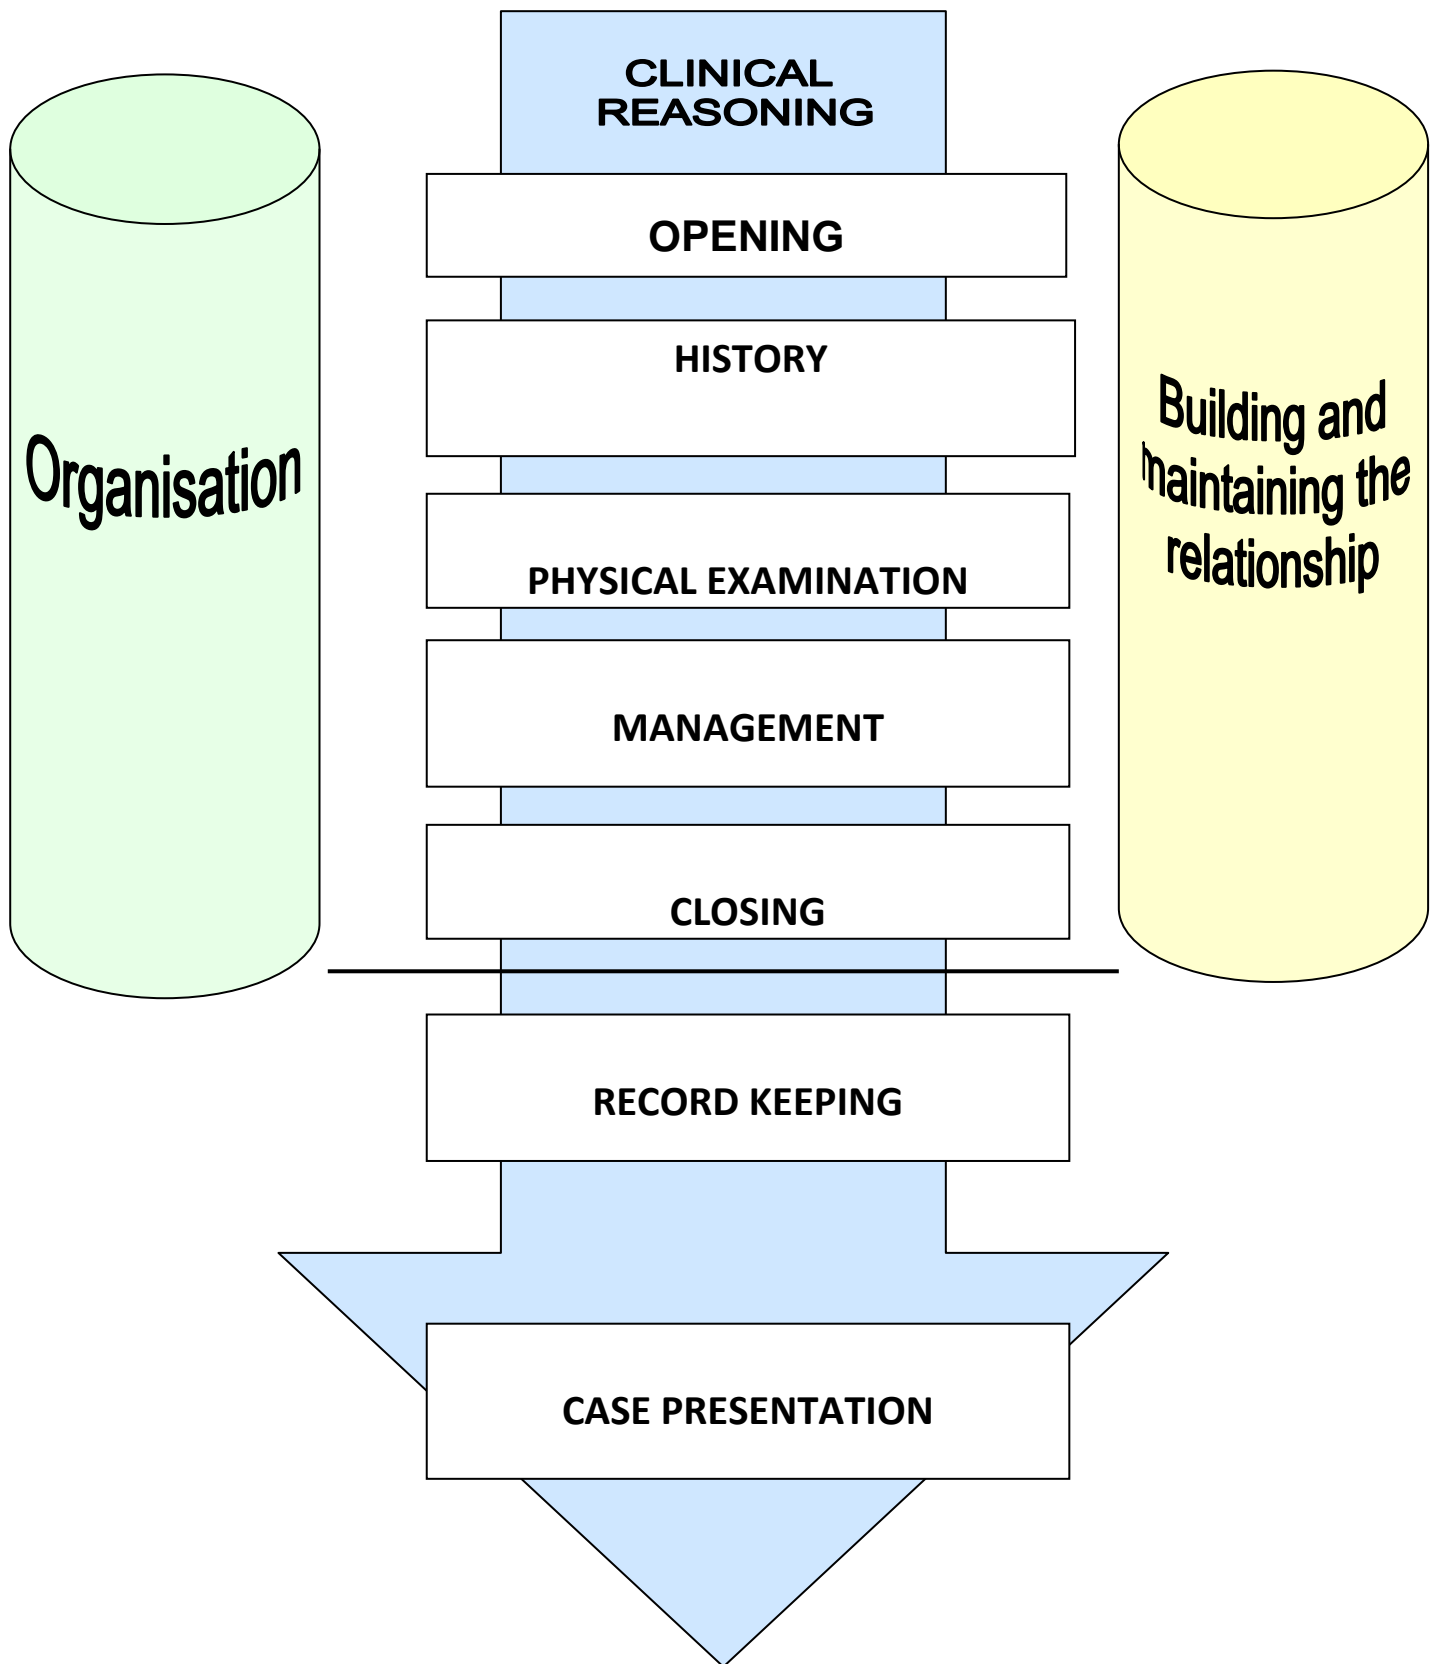 CLINICAL
REASONING
OPENING
HISTORY
PHYSICAL EXAMINATION
MANAGEMENT
CLOSING
RECORD KEEPING
CASE PRESENTATION
Organisation
Building and
maintaining the
relationship